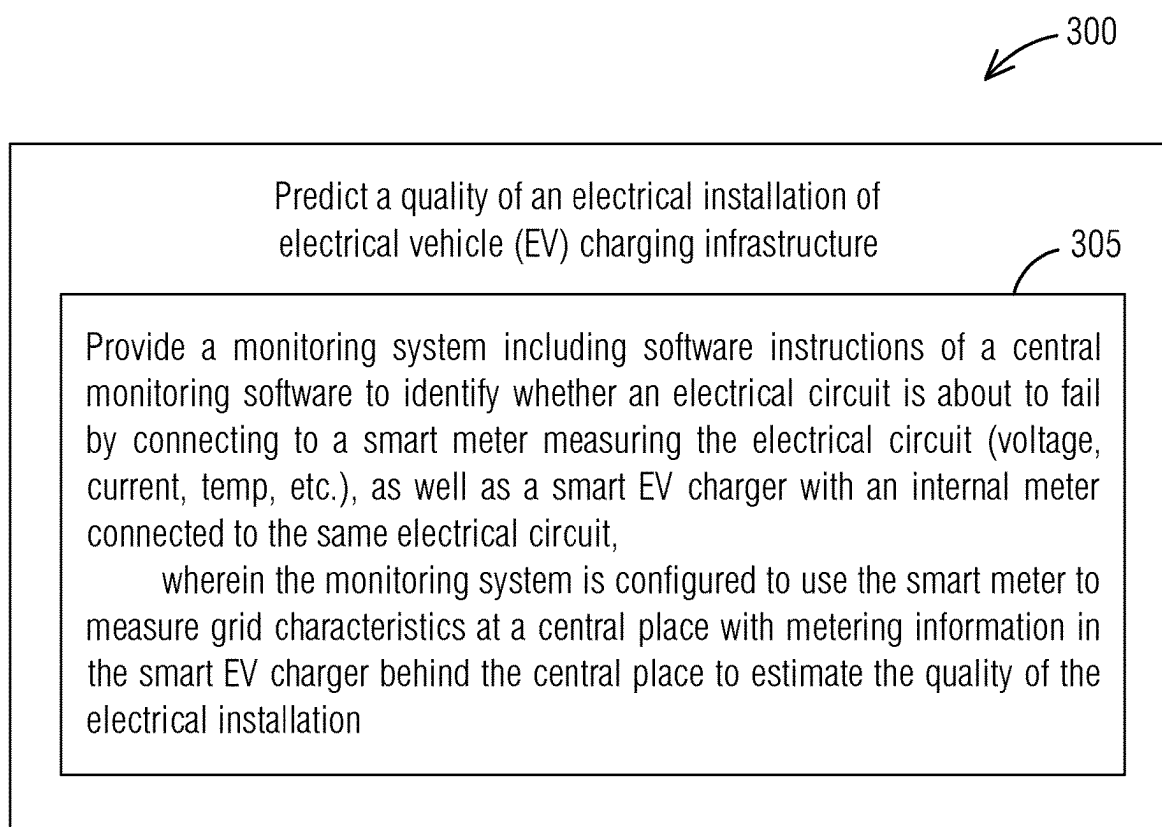 300
Predict a quality of an electrical installation of
electrical vehicle (EV) charging infrastructure
305
Provide a monitoring system including software instructions of a central
monitoring software to identify whether an electrical circuit is about to fail
by connecting to a smart meter measuring the electrical circuit (voltage,
current, temp, etc.), as well as a smart EV charger with an internal meter
connected to the same electrical circuit,
wherein the monitoring system is configured to use the smart meter to
measure grid characteristics at a central place with metering information in
the smart EV charger behind the central place to estimate the quality of the
electrical installation